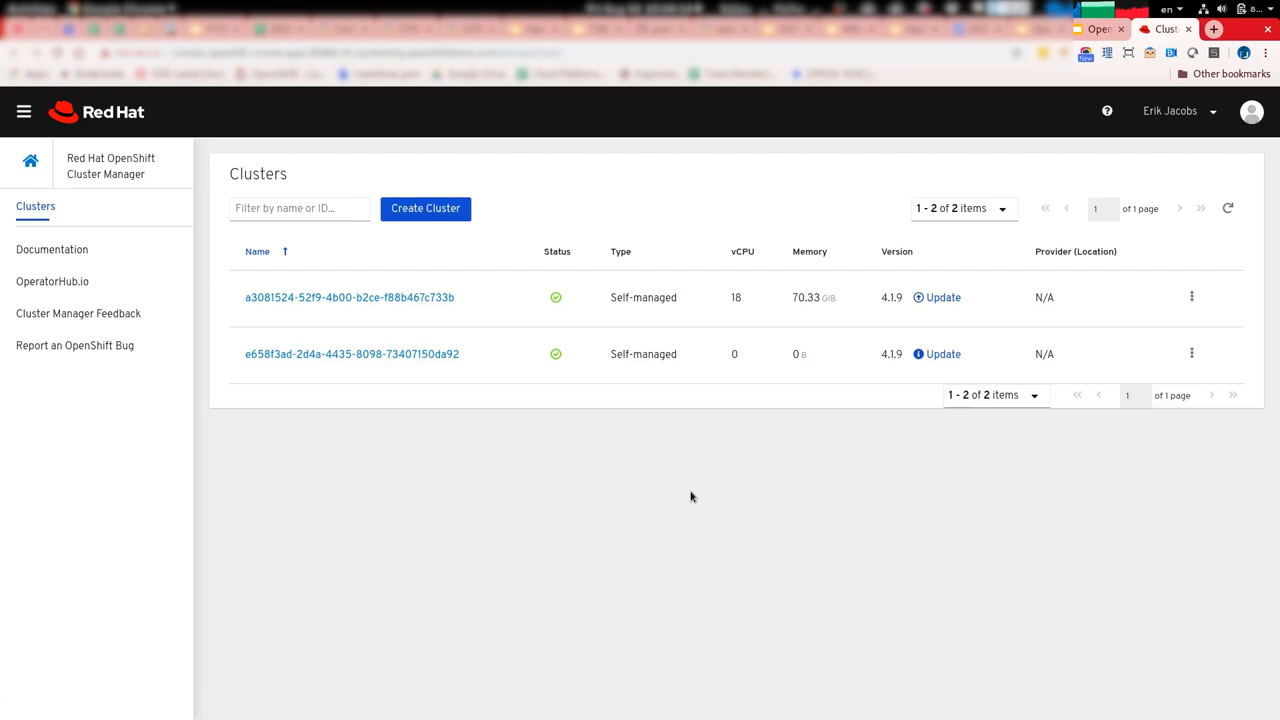 en
Open
Clust
New
Other bookmarks
Red Hat
Erik Jacobs
Red Hat OpenShift
Cluster Manager
Clusters
Documentation
OperatorHub.io
Cluster Manager Feedback
Report an OpenShift Bug
Clusters
Filter by name or ID...
Create Cluster
1 - 2 of 2 items
1 of 1 page
Name Status Type vCPU Memory Version Provider (Location)
a3081524-52f9-4b00-b2ce-f88b467c733b Self-managed 18 70.33 GiB 4.1.9 Update N/A
e658f3ad-2d4a-4435-8098-73407150da92 Self-managed 0 0 B 4.1.9 Update N/A
1 - 2 of 2 items 1 of 1 page